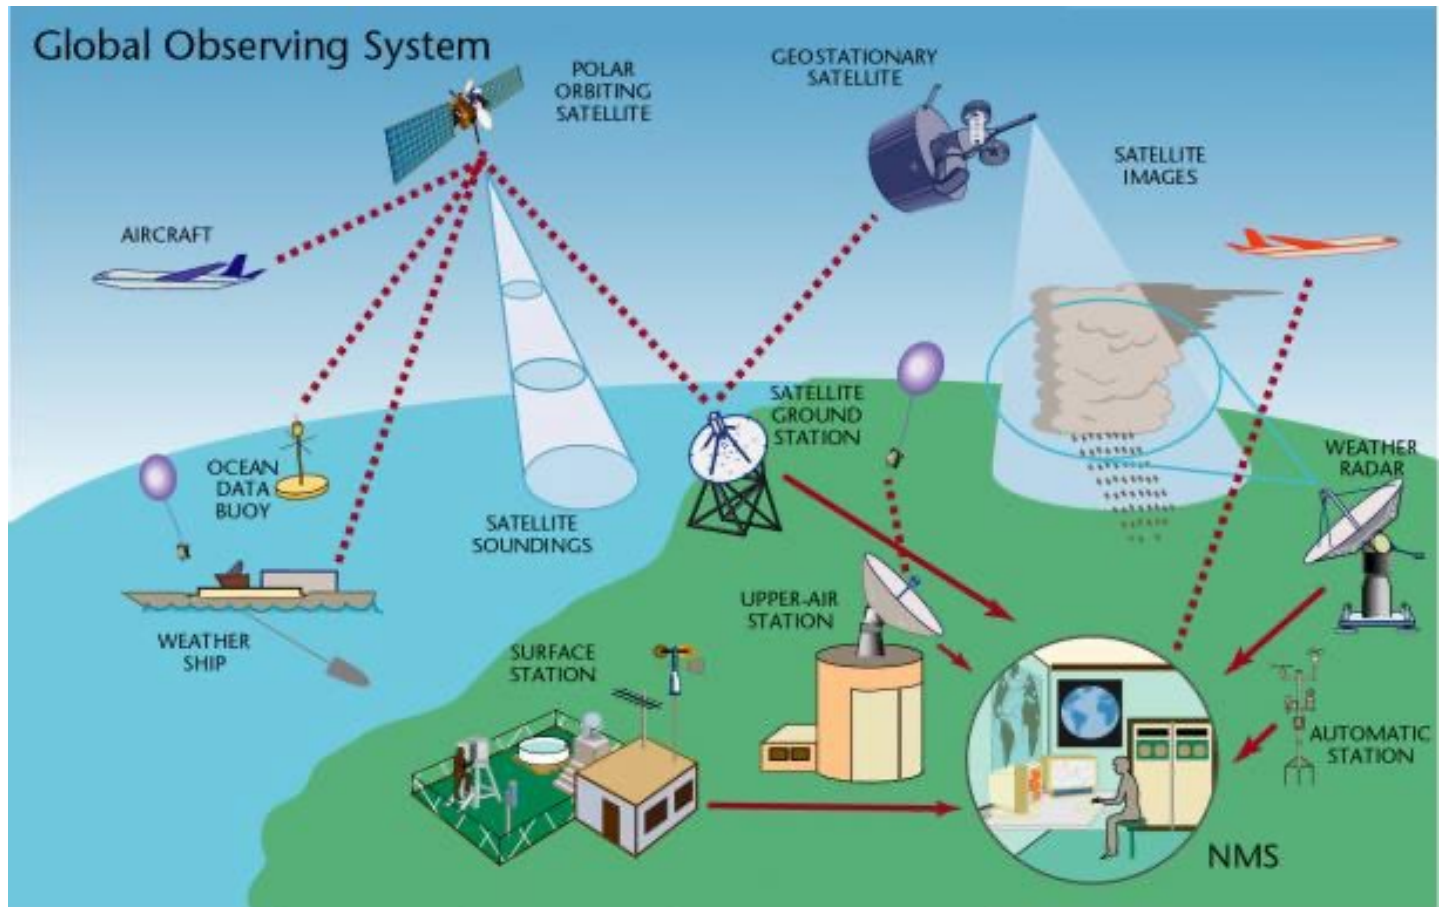 Global Observing System
POLAR
ORBITING
SATELLITE
GEOSTATIONARY
SATELLITE
SATELLITE
IMAGES
AIRCRAFT
SATELLITE
GROUND
STATION
WEATHER
RADAR
OCEAN
DATA
BUOY
SATELLITE
SOUNDINGS
UPPER-AIR
STATION
WEATHER
SHIP
SURFACE
STATION
AUTOMATIC
STATION
NMS